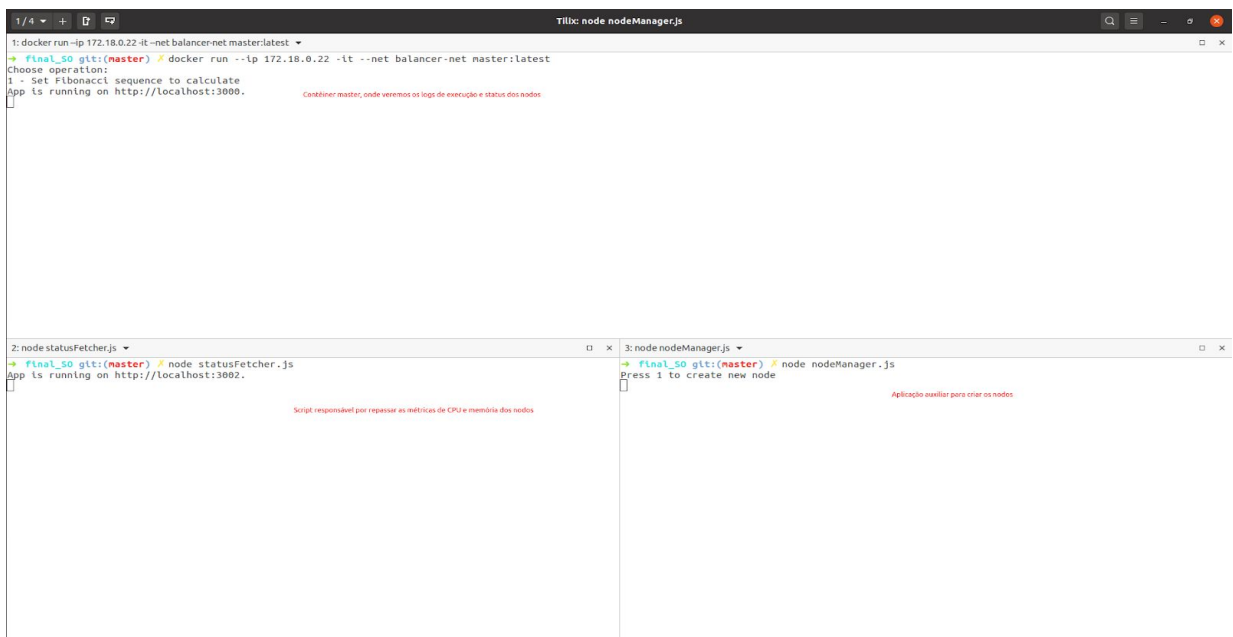 1/4
Tilix: node nodeManager.js
1: docker run --ip 172.18.0.22 -it --net balancer-net master:latest
→ final_SO git:(master) ✗ docker run --ip 172.18.0.22 -it --net balancer-net master:latest
Choose operation:
1 - Set Fibonacci sequence to calculate
App is running on http://localhost:3000.
Contêiner master, onde veremos os logs de execução e status dos nodos
2: node statusFetcher.js
→ final_SO git:(master) ✗ node statusFetcher.js
App is running on http://localhost:3002.
Script responsável por repassar as métricas de CPU e memória dos nodos
3: node nodeManager.js
→ final_SO git:(master) ✗ node nodeManager.js
Press 1 to create new node
Aplicação auxiliar para criar os nodos